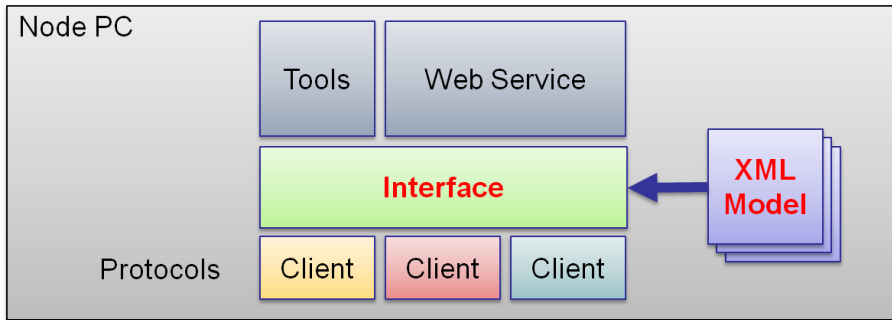 Node PC
Tools
Web Service
Interface
XML
Model
Protocols
Client
Client
Client